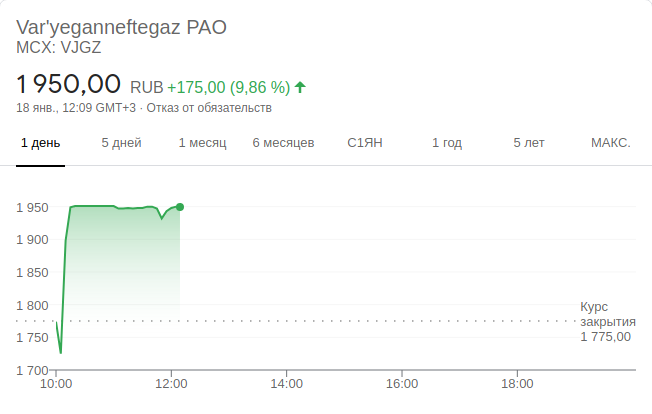 Var'yeganneftegaz PAO
MCX: VJGZ
1 950,00 RUB +175,00 (9,86 %)
18 янв., 12:09 GMT+3 · Отказ от обязательств
1 день 5 дней 1 месяц 6 месяцев С1ЯН 1 год 5 лет МАКС.
1 950
1 900
1 850
1 800
Курс
закрытия
1 775,00
1 750
1 700
10:00 12:00 14:00 16:00 18:00